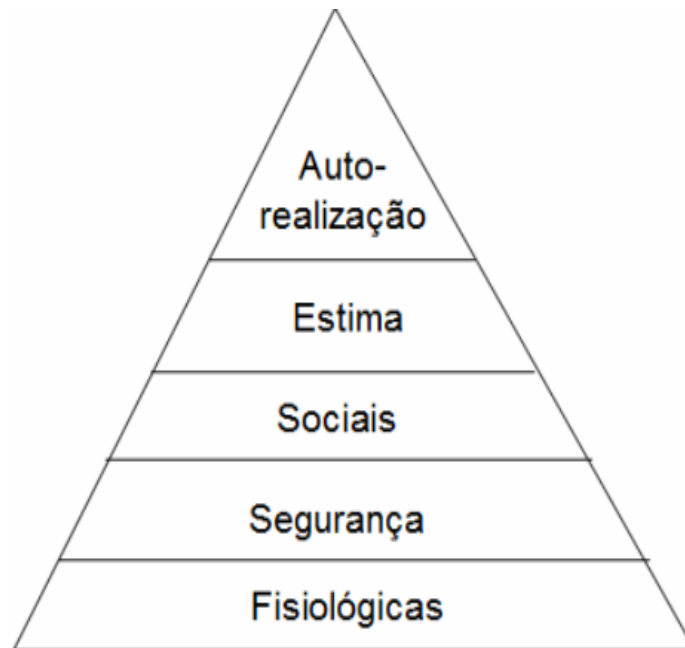 Auto-
realização
Estima
Sociais
Segurança
Fisiológicas